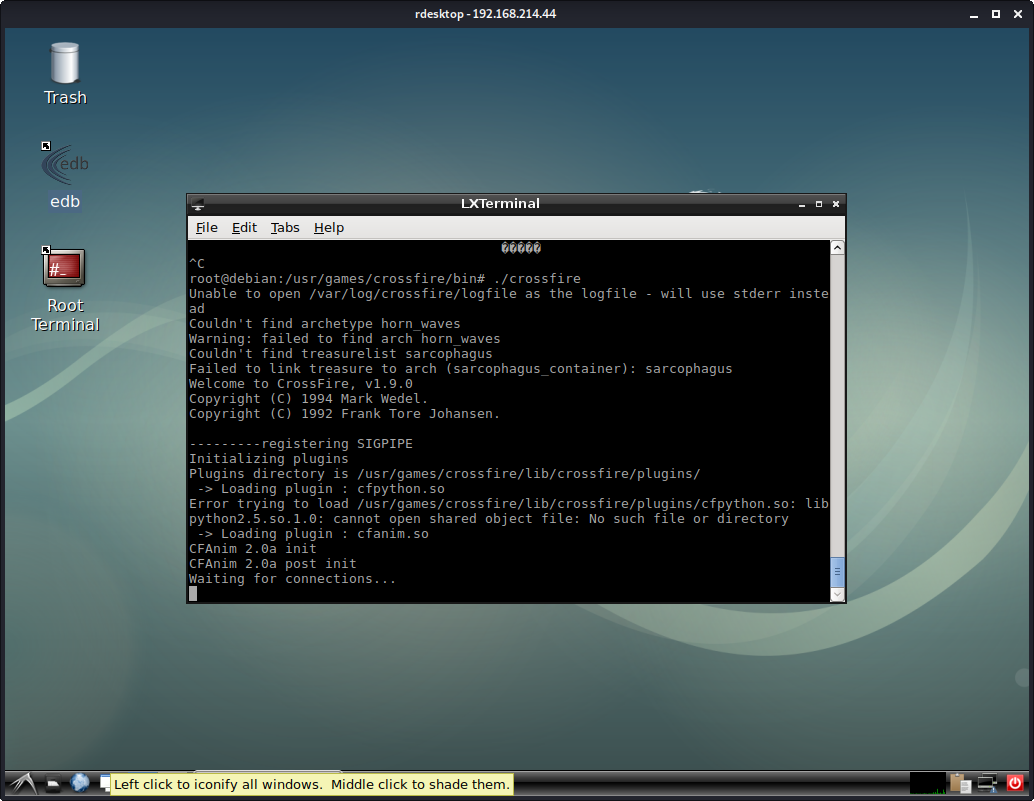 rdesktop - 192.168.214.44
Trash
edb
edb
#_
Root
Terminal
LXTerminal
File Edit Tabs Help
�����
^C
root@debian:/usr/games/crossfire/bin# ./crossfire
Unable to open /var/log/crossfire/logfile as the logfile - will use stderr inste
ad
Couldn't find archetype horn_waves
Warning: failed to find arch horn_waves
Couldn't find treasurelist sarcophagus
Failed to link treasure to arch (sarcophagus_container): sarcophagus
Welcome to CrossFire, v1.9.0
Copyright (C) 1994 Mark Wedel.
Copyright (C) 1992 Frank Tore Johansen.
---------registering SIGPIPE
Initializing plugins
Plugins directory is /usr/games/crossfire/lib/crossfire/plugins/
-> Loading plugin : cfpython.so
Error trying to load /usr/games/crossfire/lib/crossfire/plugins/cfpython.so: lib
python2.5.so.1.0: cannot open shared object file: No such file or directory
-> Loading plugin : cfanim.so
CFAnim 2.0a init
CFAnim 2.0a post init
Waiting for connections...
Left click to iconify all windows.  Middle click to shade them.